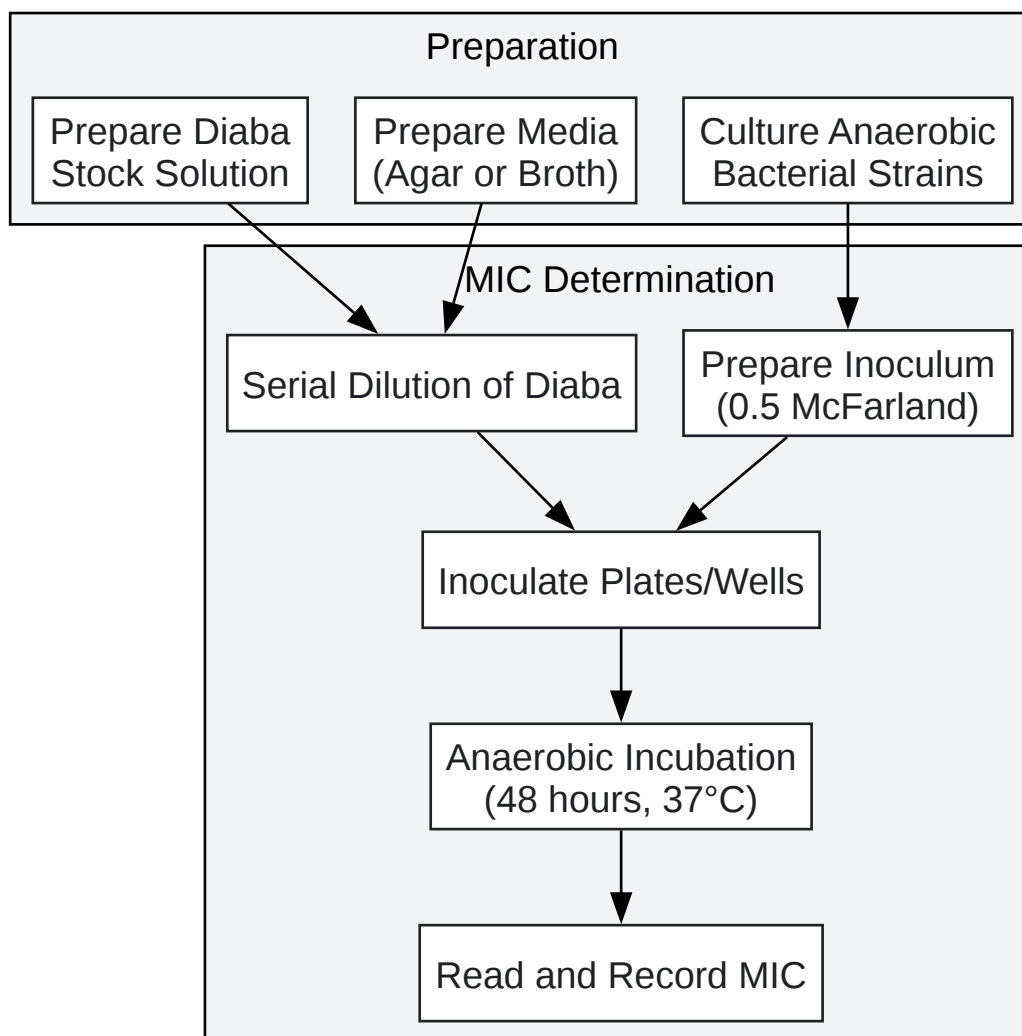 Preparation
Prepare Diaba
Stock Solution
Prepare Media
(Agar or Broth)
Culture Anaerobic
Bacterial Strains
MIC Determination
Serial Dilution of Diaba
Prepare Inoculum
(0.5 McFarland)
Inoculate Plates/Wells
Anaerobic Incubation
(48 hours, 37°C)
Read and Record MIC